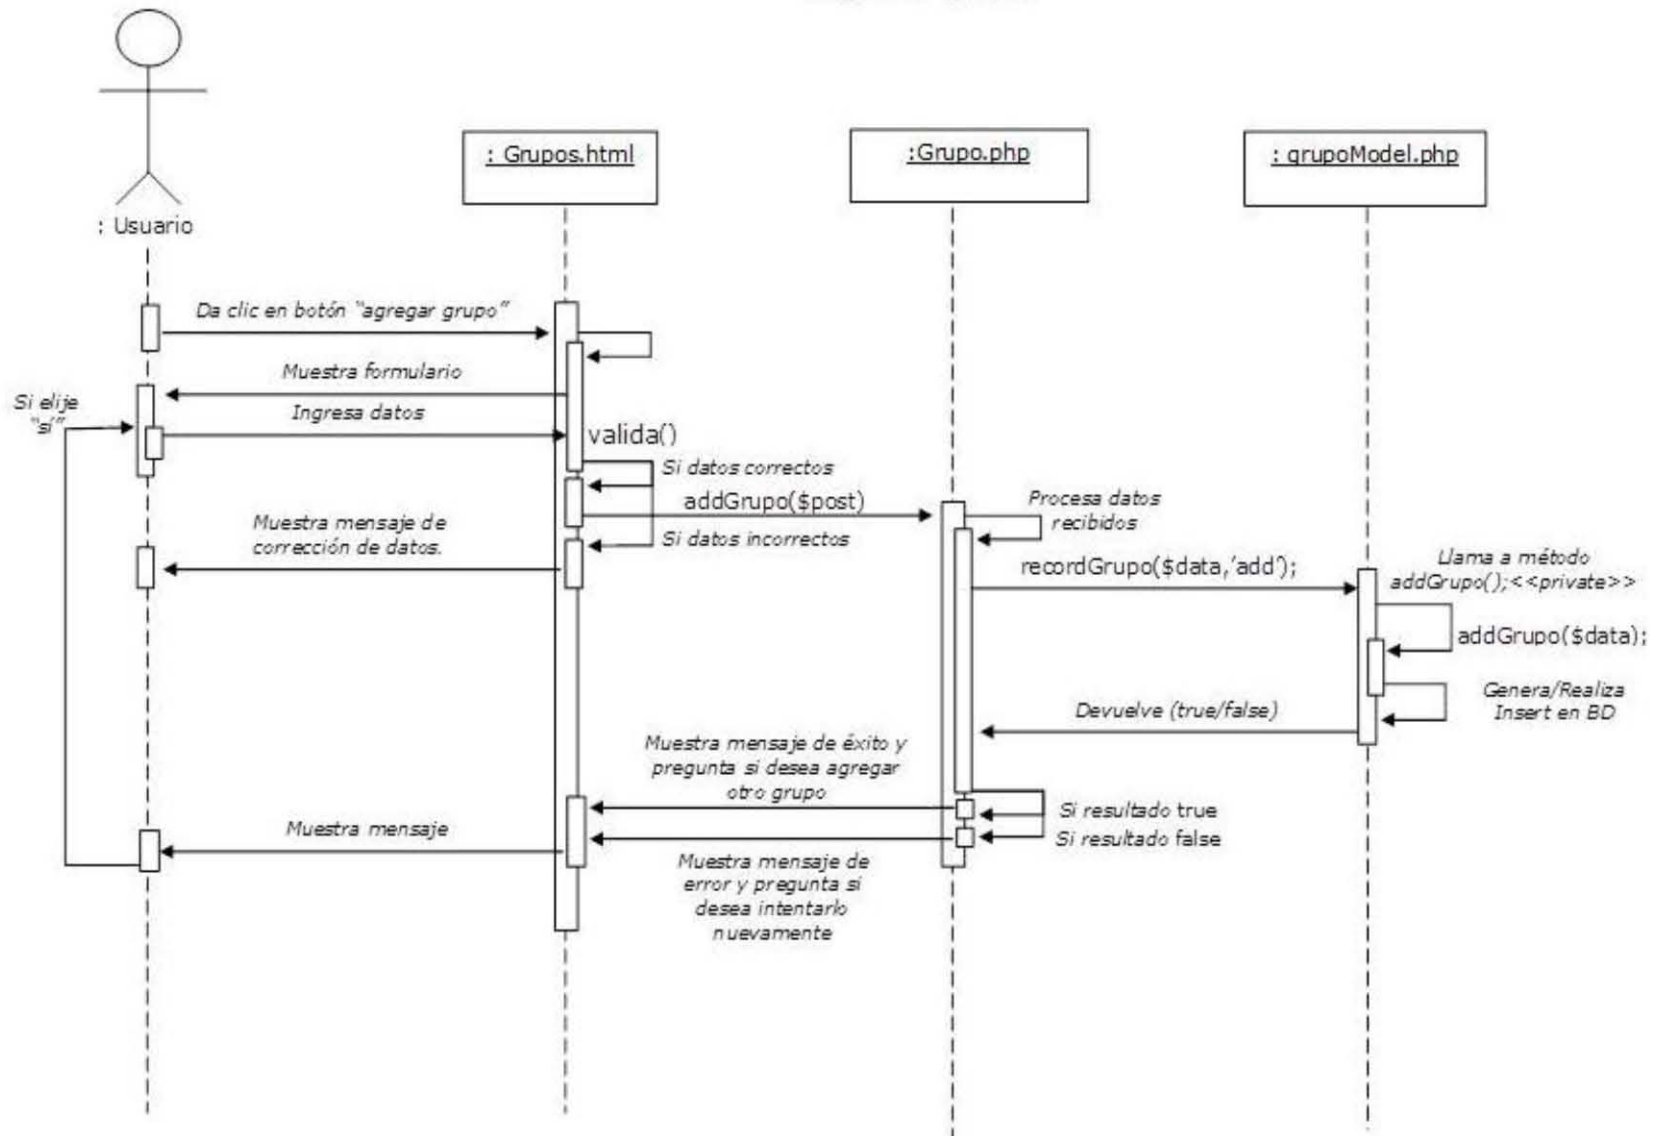 : Usuario
: Grupos.html
:Grupo.php
: grupoModel.php
Da clic en botón “agregar grupo”
Muestra formulario
Si elije
“sí”
Ingresa datos
valida()
Si datos correctos
addGrupo($post)
Si datos incorrectos
Muestra mensaje de
corrección de datos.
Procesa datos
recibidos
recordGrupo($data,'add');
Llama a método
addGrupo();<<private>>
addGrupo($data);
Genera/Realiza
Insert en BD
Devuelve (true/false)
Muestra mensaje de éxito y
pregunta si desea agregar
otro grupo
Si resultado true
Si resultado false
Muestra mensaje
Muestra mensaje de
error y pregunta si
desea intentarlo
nuevamente